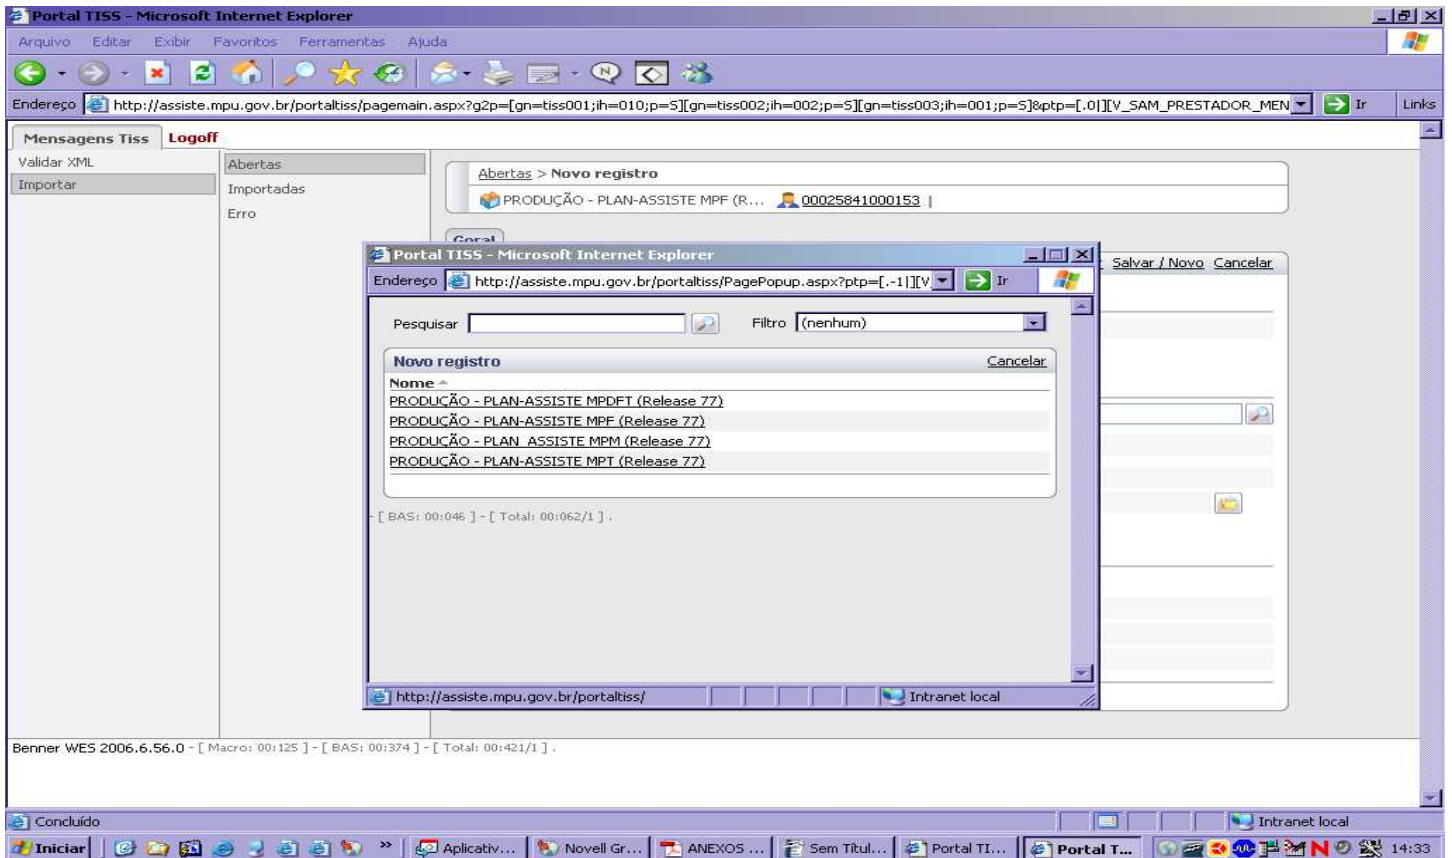 Portal TISS - Microsoft Internet Explorer
Arquivo Editar Exibir Favoritos Ferramentas Ajuda
Endereço http://assiste.mpu.gov.br/portaltiss/pagemain.aspx?g2p=[gn=tiss001;ih=010;p=S][gn=tiss002;ih=002;p=S][gn=tiss003;ih=001;p=S]&ptp=[.0|][V_SAM_PRESTADOR_MEN Ir Links
Mensagens Tiss Logoff
Validar XML
Importar
Abertas
Importadas
Erro
Abertas > Novo registro
PRODUÇÃO - PLAN-ASSISTE MPF (R... 00025841000153 |
Geral
Salvar / Novo Cancelar
Portal TISS - Microsoft Internet Explorer
Endereço http://assiste.mpu.gov.br/portaltiss/PagePopup.aspx?ptp=[.-1|][V_ Ir
Pesquisar Filtro (nenhum)
Novo registro Cancelar
Nome
PRODUÇÃO - PLAN-ASSISTE MPDFT (Release 77)
PRODUÇÃO - PLAN-ASSISTE MPF (Release 77)
PRODUÇÃO - PLAN_ASSISTE MPM (Release 77)
PRODUÇÃO - PLAN-ASSISTE MPT (Release 77)
- [ BAS: 00:046 ] - [ Total: 00:062/1 ] .
http://assiste.mpu.gov.br/portaltiss/ Intranet local
Benner WES 2006.6.56.0 - [ Macro: 00:125 ] - [ BAS: 00:374 ] - [ Total: 00:421/1 ] .
Concluído Intranet local
Iniciar » Aplicativ... Novell Gr... ANEXOS ... Sem Títul... Portal TI... Portal T... 14:33